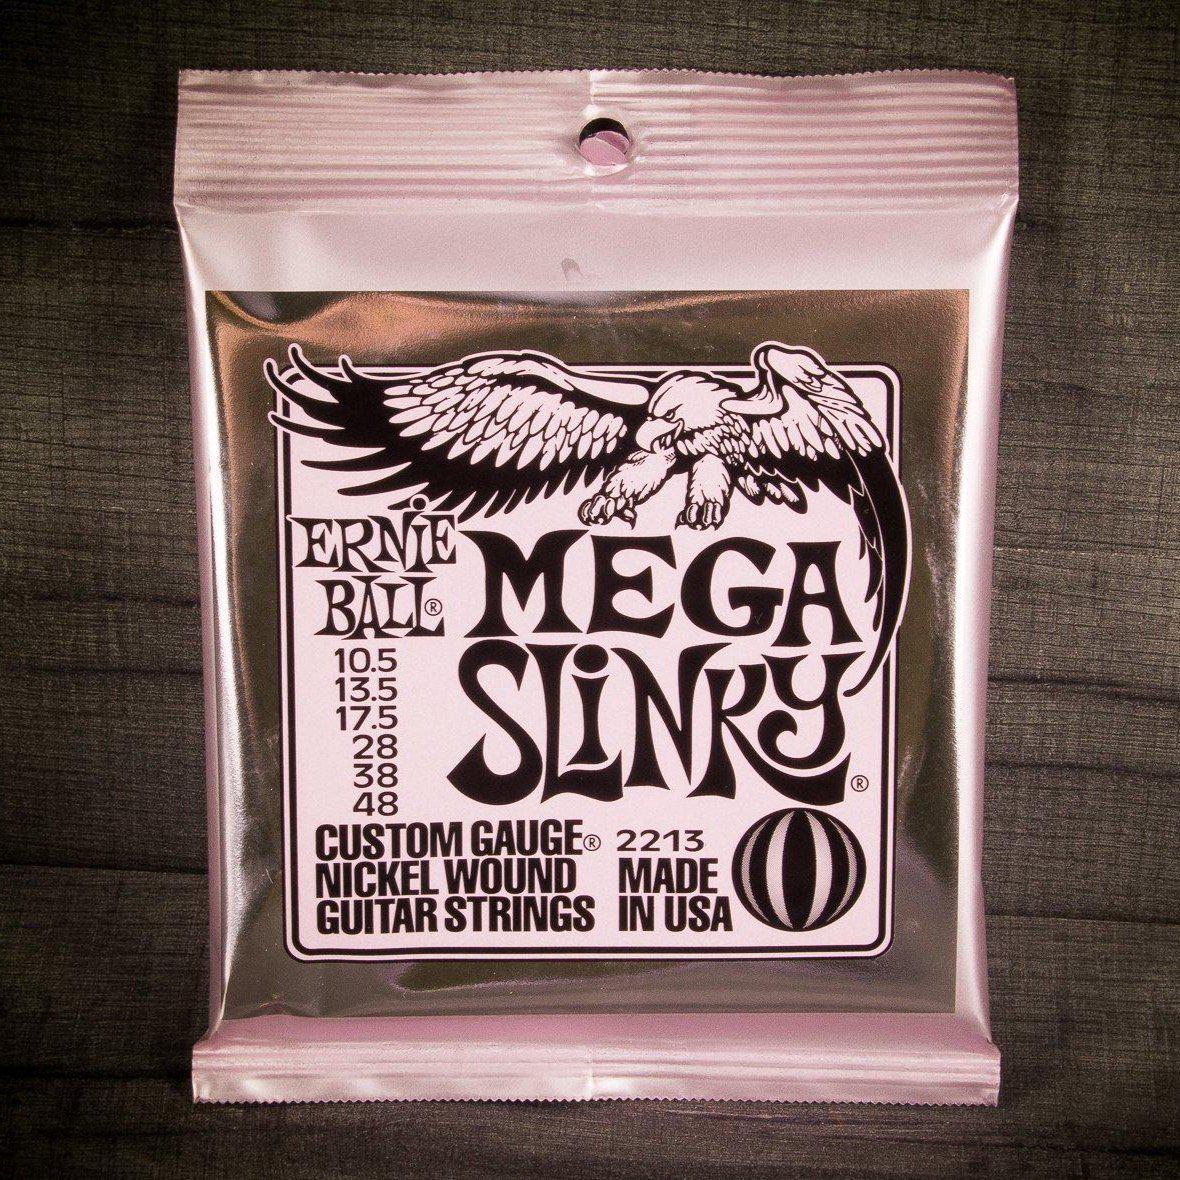 ERNiE
BALL®
MEGA
SLiNKY®
10.5
13.5
17.5
28
38
48
CUSTOM GAUGE®
NICKEL WOUND
GUITAR STRINGS
2213
MADE
IN USA